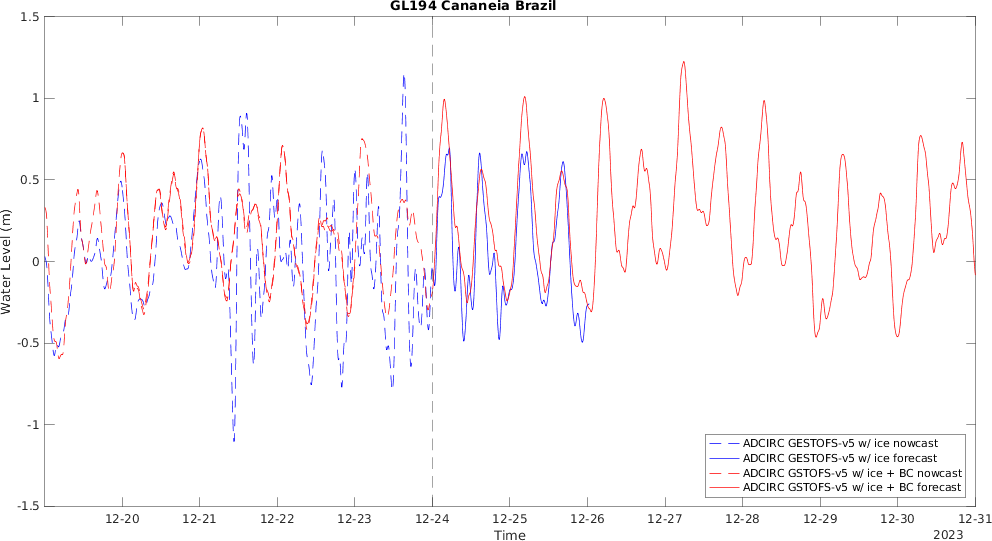 GL194 Cananeia Brazil
1.5
1
0.5
0
-0.5
-1
-1.5
Water Level (m)
12-20 12-21 12-22 12-23 12-24 12-25 12-26 12-27 12-28 12-29 12-30 12-31
Time
2023
ADCIRC GESTOFS-v5 w/ ice nowcast
ADCIRC GESTOFS-v5 w/ ice forecast
ADCIRC GSTOFS-v5 w/ ice + BC nowcast
ADCIRC GSTOFS-v5 w/ ice + BC forecast